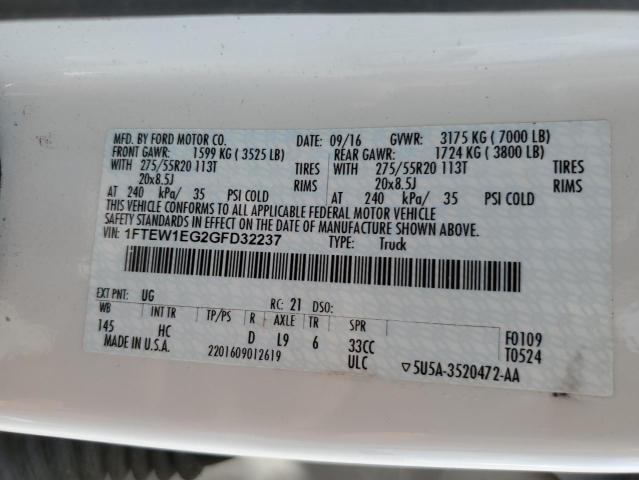 MFD. BY FORD MOTOR CO. DATE: 09/16 GVWR: 3175 KG ( 7000 LB)
FRONT GAWR: 1599 KG ( 3525 LB) REAR GAWR: 1724 KG ( 3800 LB)
WITH 275/55R20 113T TIRES WITH 275/55R20 113T TIRES
20x8.5J RIMS 20x8.5J RIMS
AT 240 kPa/ 35 PSI COLD AT 240 kPa/ 35 PSI COLD
THIS VEHICLE CONFORMS TO ALL APPLICABLE FEDERAL MOTOR VEHICLE
SAFETY STANDARDS IN EFFECT ON THE DATE OF MANUFACTURE SHOWN ABOVE.
VIN: 1FTEW1EG2GFD32237 TYPE: Truck
EXT PNT: UG RC: 21 DSO:
WB INT TR TP/PS R AXLE TR SPR F0109
145 HC D L9 6 33CC T0524
MADE IN U.S.A. 2201609012619 ULC ▽5U5A-3520472-AA